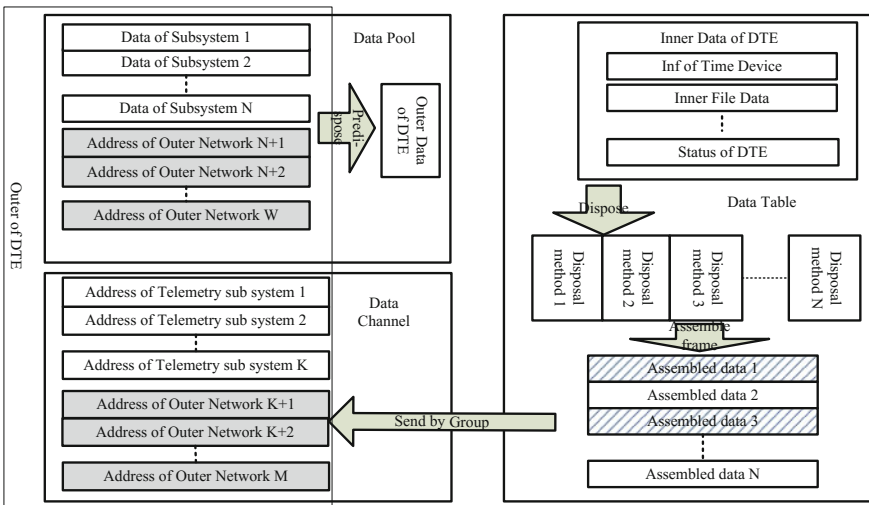 Outer of DTE
Data Pool
Data of Subsystem 1
Data of Subsystem 2
Data of Subsystem N
Address of Outer Network N+1
Address of Outer Network N+2
Address of Outer Network W
Predi-
spose
Outer Data
of DTE
Data
Channel
Address of Telemetry sub system 1
Address of Telemetry sub system 2
Address of Telemetry sub system K
Address of Outer Network K+1
Address of Outer Network K+2
Address of Outer Network M
Send by Group
Inner Data of DTE
Inf of Time Device
Inner File Data
Status of DTE
Dispose
Data Table
Disposal
method 1
Disposal
method 2
Disposal
method 3
Disposal
method N
Assemble
frame
Assembled data 1
Assembled data 2
Assembled data 3
Assembled data N